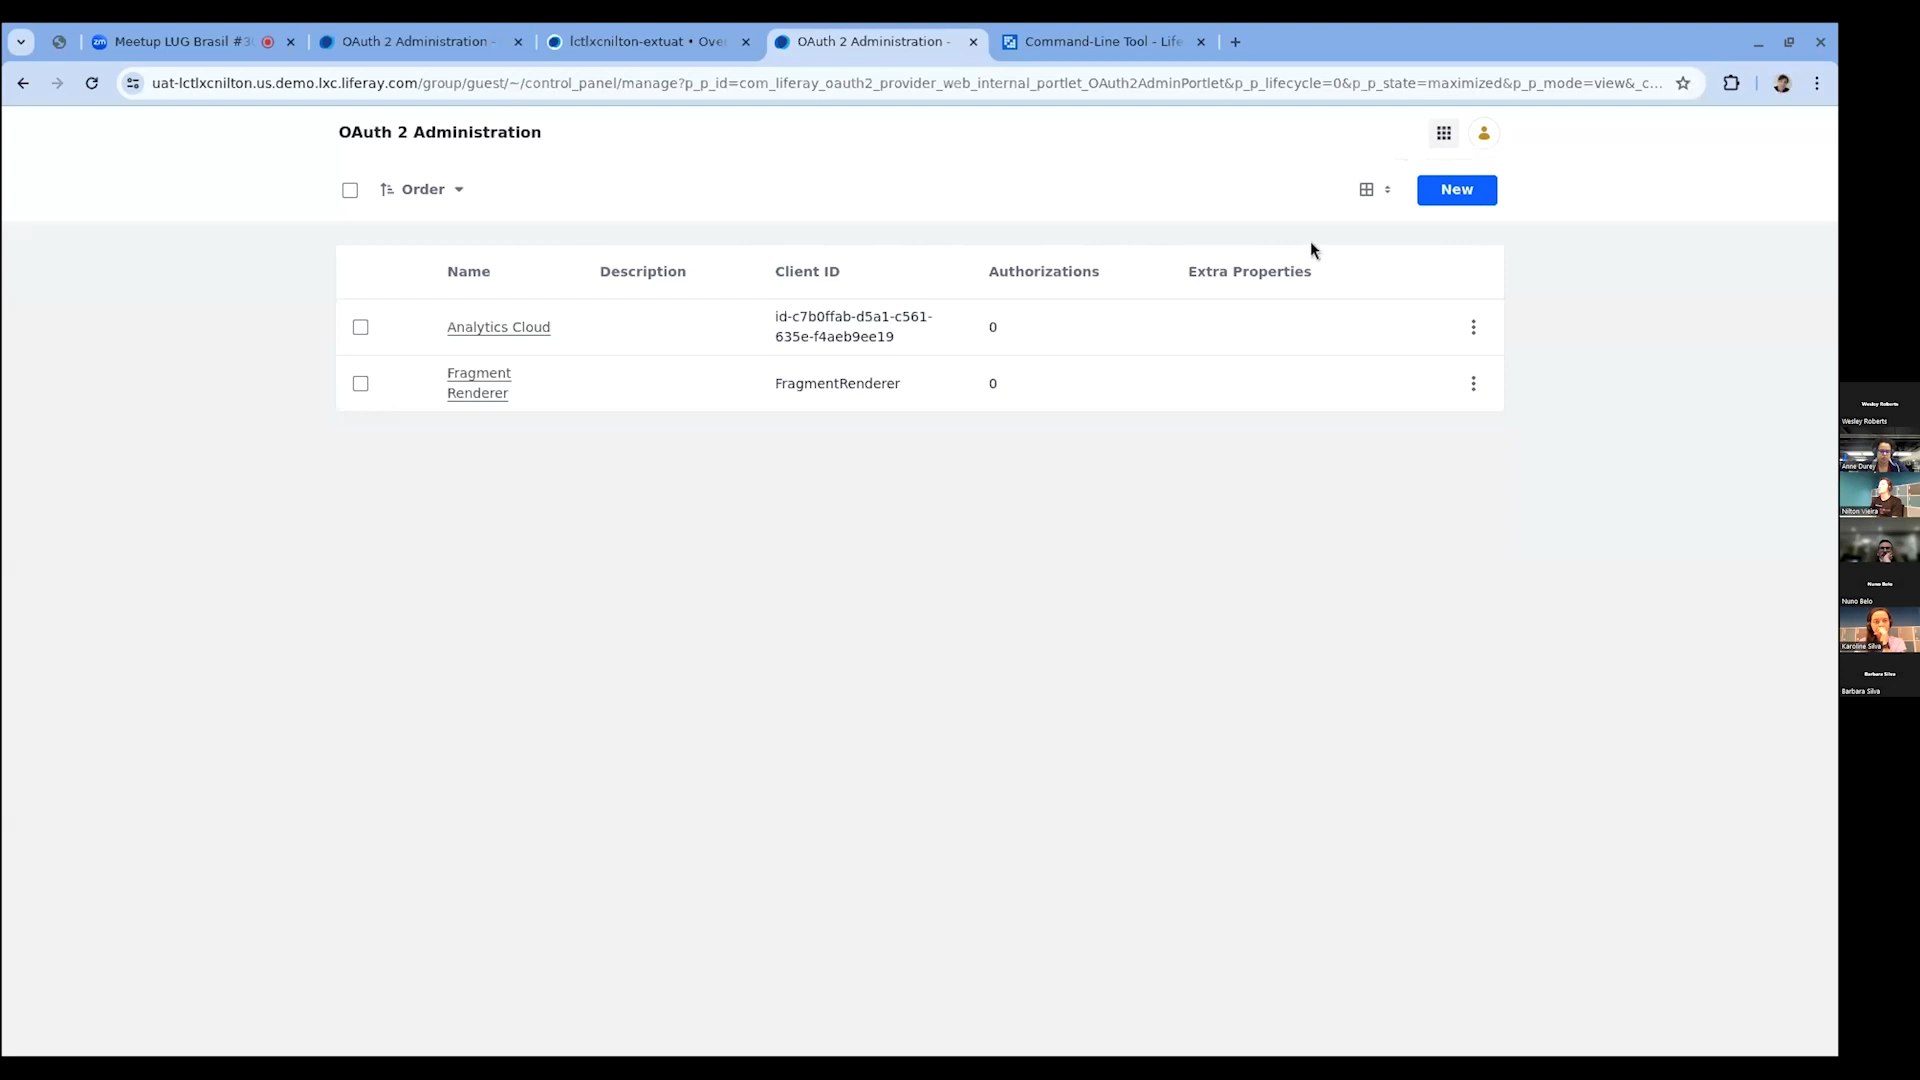 Meetup LUG Brasil #3
OAuth 2 Administration -
lctlxcnilton-extuat • Ove
OAuth 2 Administration -
Command-Line Tool - Life
uat-lctlxcnilton.us.demo.lxc.liferay.com/group/guest/~/control_panel/manage?p_p_id=com_liferay_oauth2_provider_web_internal_portlet_OAuth2AdminPortlet&p_p_lifecycle=0&p_p_state=maximized&p_p_mode=view&_c...
OAuth 2 Administration
Order
New
Name Description Client ID Authorizations Extra Properties
Analytics Cloud
id-c7b0ffab-d5a1-c561-
635e-f4aeb9ee19
0
Fragment
Renderer
FragmentRenderer
0
Wesley Roberts
Wesley Roberts
Anne Durey
Nilton Vieira
Nuno Belo
Nuno Belo
Karoline Silva
Barbara Silva
Barbara Silva